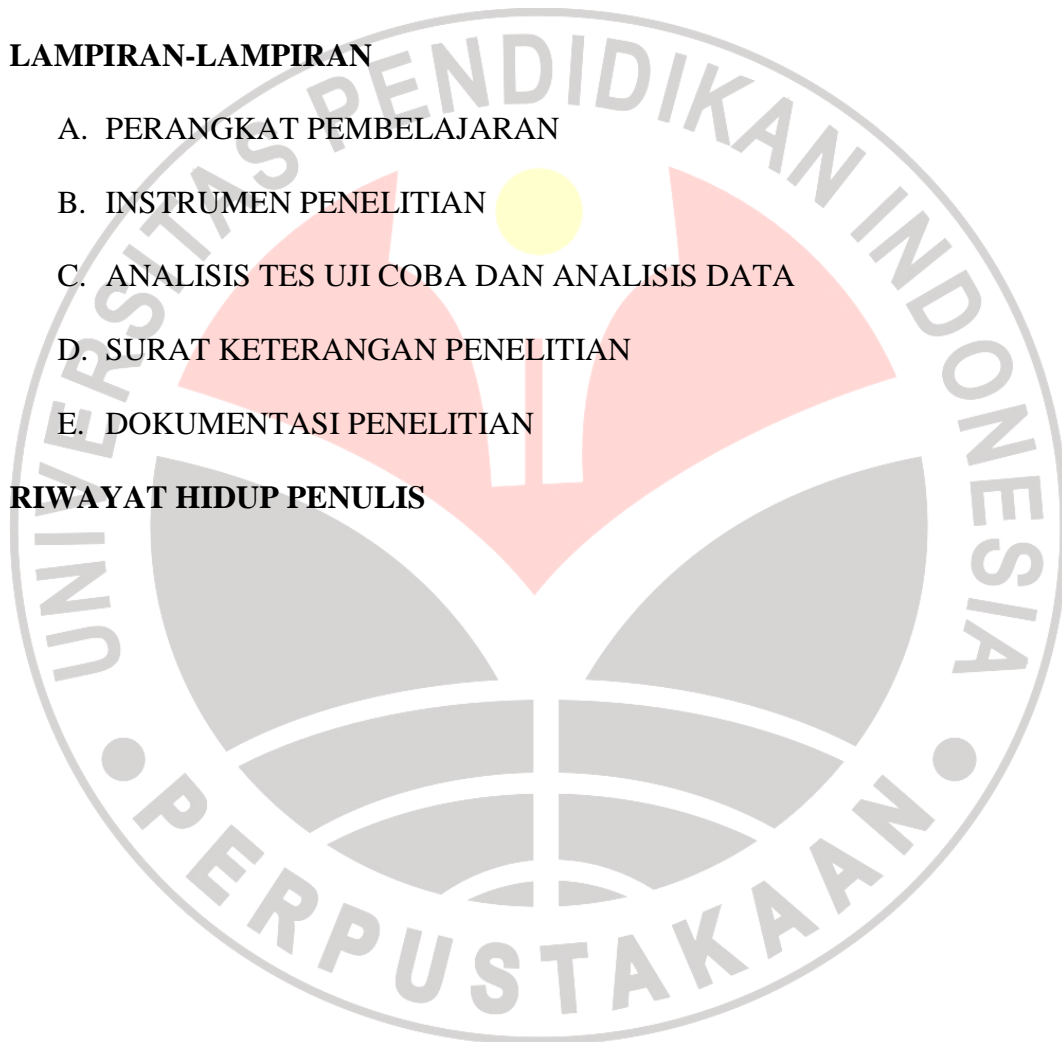 LAMPIRAN-LAMPIRAN
A. PERANGKAT PEMBELAJARAN
B. INSTRUMEN PENELITIAN
C. ANALISIS TES UJI COBA DAN ANALISIS DATA
D. SURAT KETERANGAN PENELITIAN
E. DOKUMENTASI PENELITIAN
RIWAYAT HIDUP PENULIS
UNIVERSITAS PENDIDIKAN INDONESIA
PERPUSTAKAAN